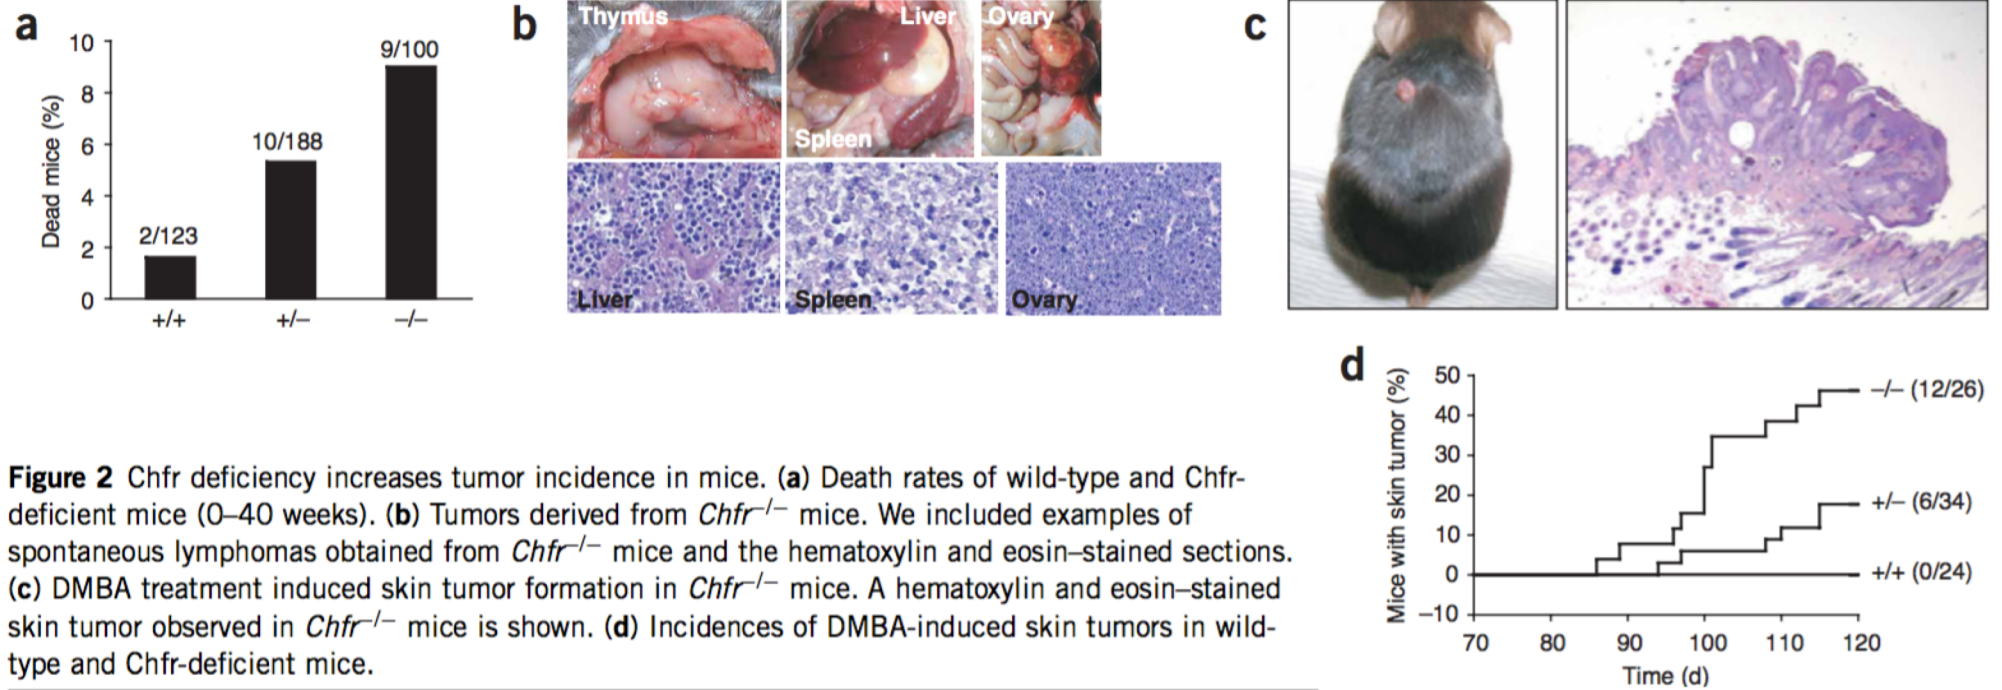 a
10
8
6
4
2
0
Dead mice (%)
2/123
10/188
9/100
+/+
+/–
–/–
b
Thymus
Liver
Spleen
Ovary
Liver
Spleen
Ovary
c
d
50
40
30
20
10
0
–10
Mice with skin tumor (%)
–/– (12/26)
+/– (6/34)
+/+ (0/24)
70 80 90 100 110 120
Time (d)
Figure 2 Chfr deficiency increases tumor incidence in mice. (a) Death rates of wild-type and Chfr-
deficient mice (0–40 weeks). (b) Tumors derived from Chfr–/– mice. We included examples of
spontaneous lymphomas obtained from Chfr–/– mice and the hematoxylin and eosin–stained sections.
(c) DMBA treatment induced skin tumor formation in Chfr–/– mice. A hematoxylin and eosin–stained
skin tumor observed in Chfr–/– mice is shown. (d) Incidences of DMBA-induced skin tumors in wild-
type and Chfr-deficient mice.